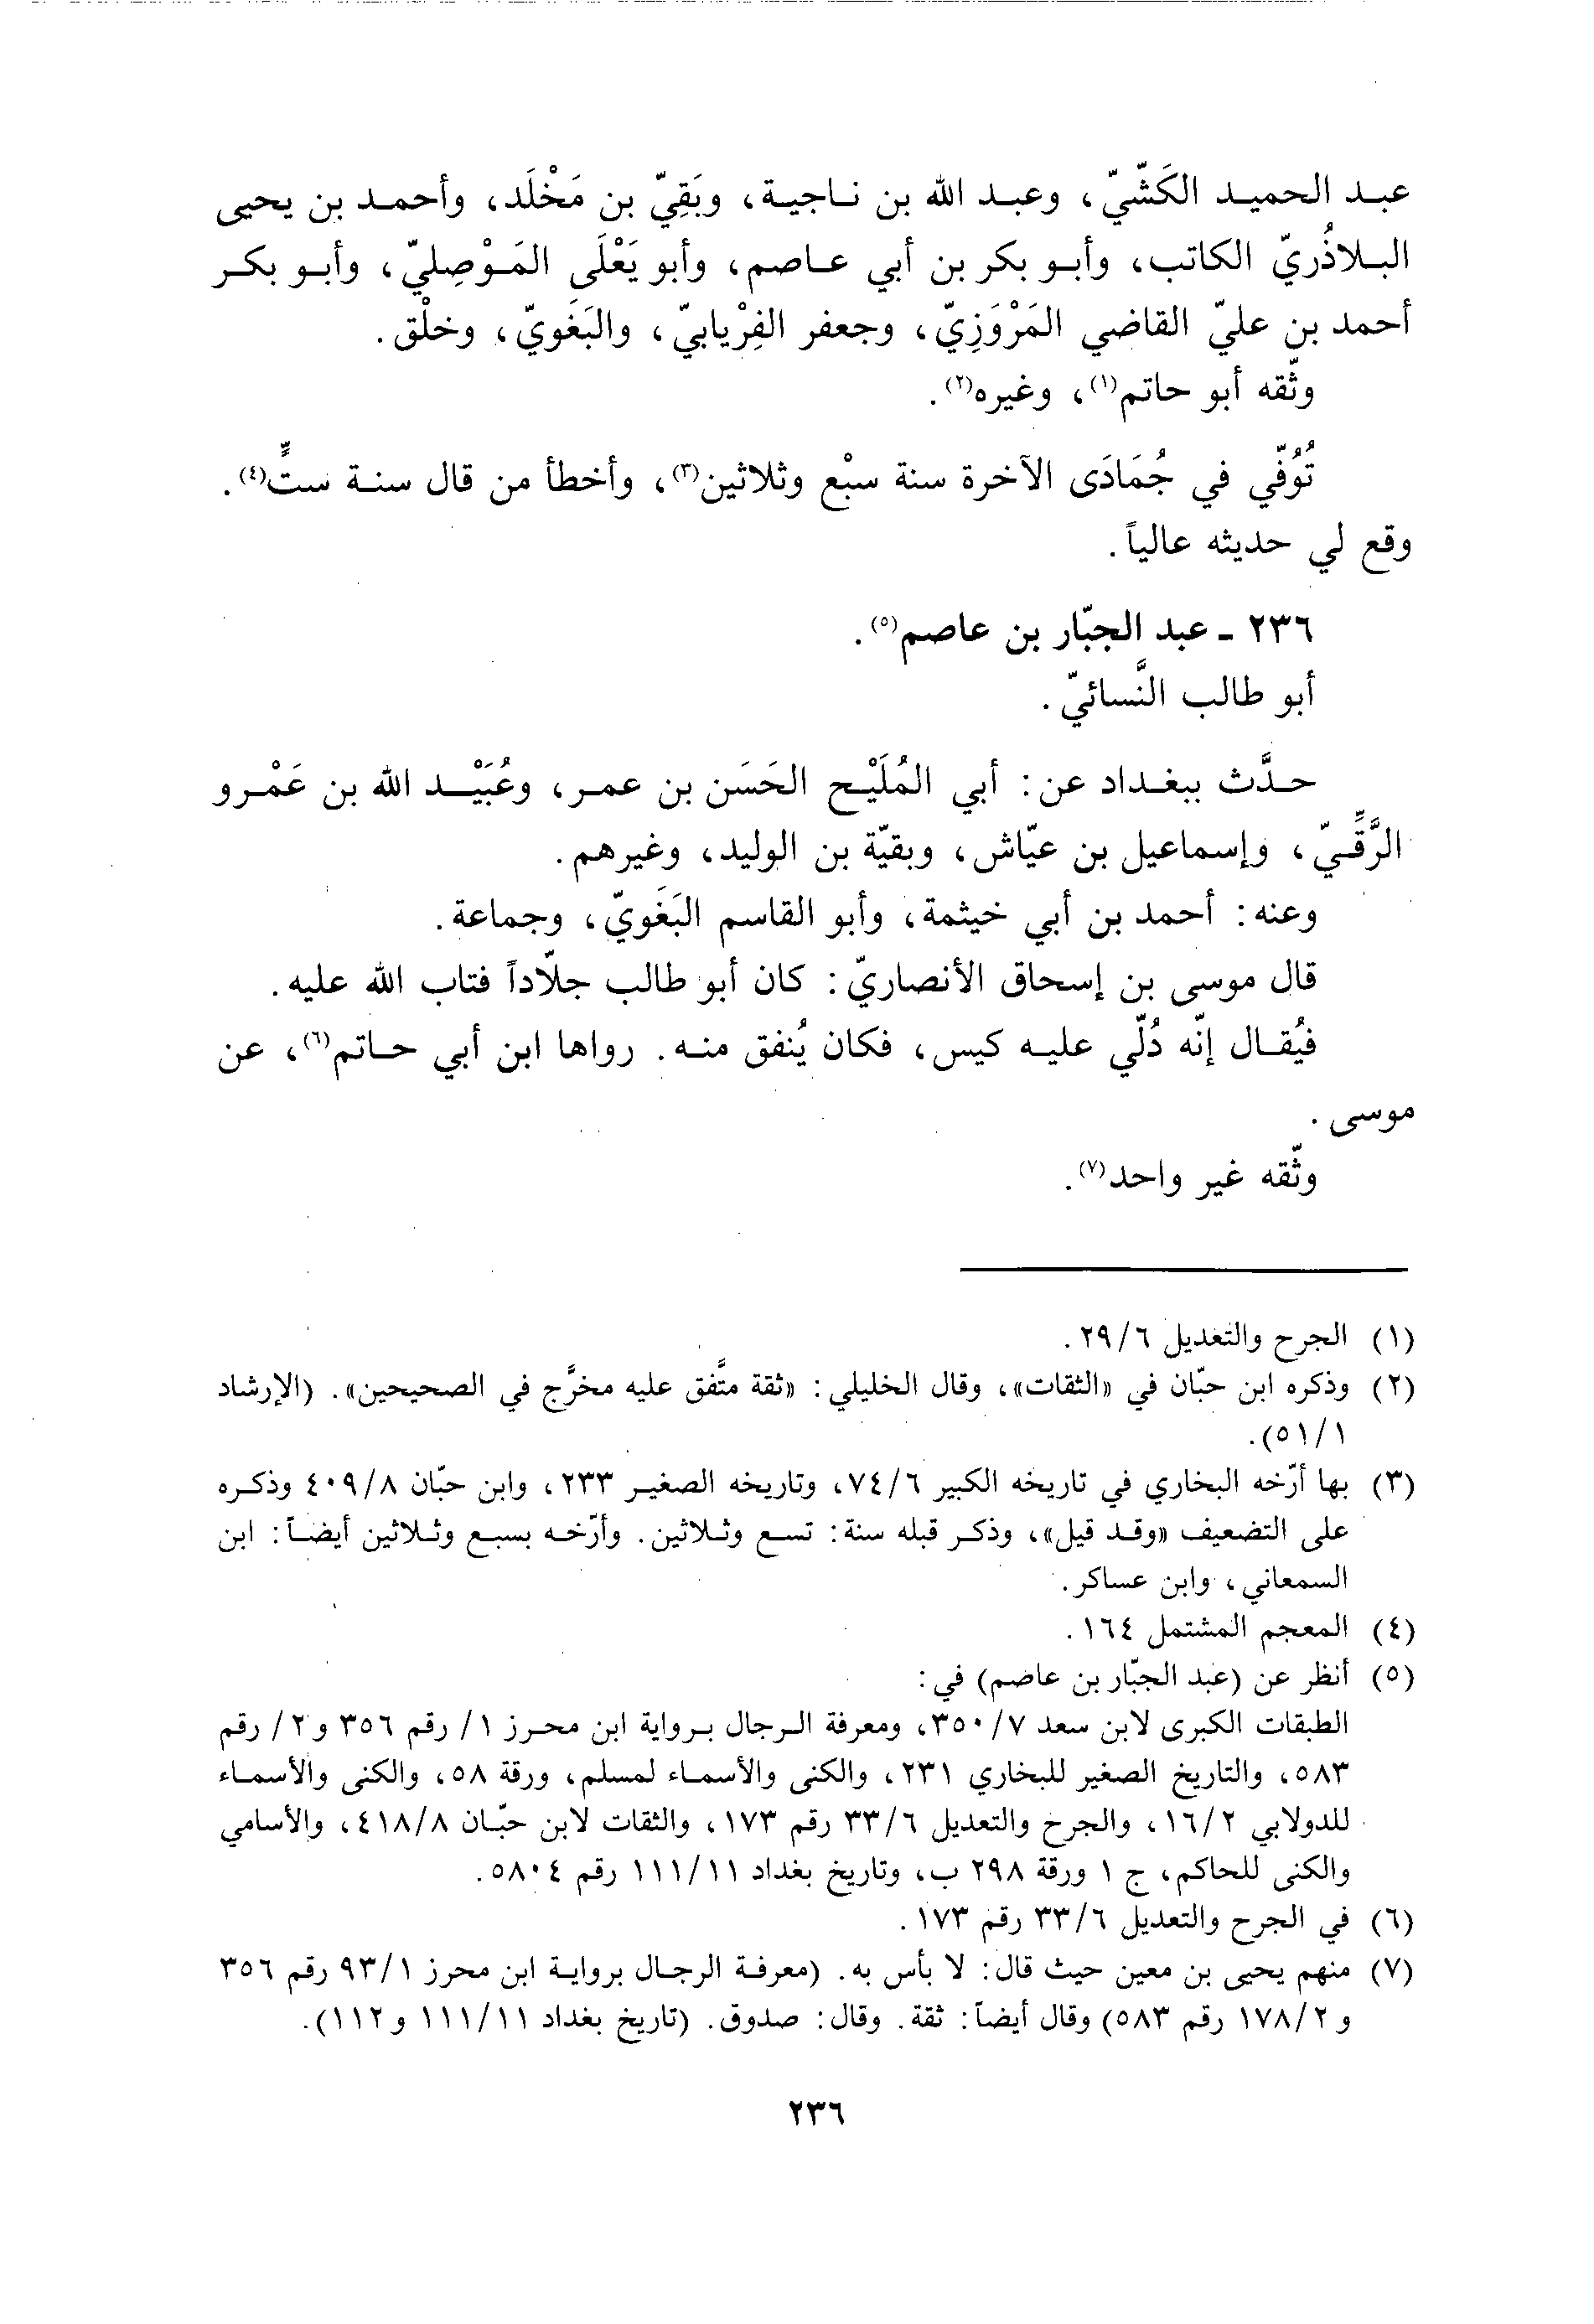 عبد الحميد الكَشّيّ، وعبد الله بن ناجية، وبَقِيّ بن مَخْلَد، وأحمد بن يحيى
البلاذُريّ الكاتب، وأبو بكر بن أبي عاصم، وأبو يَعْلَى المَوْصِليّ، وأبو بكر
أحمد بن عليّ القاضي المَرْوَزِيّ، وجعفر الفِرْيابيّ، والبَغَويّ، وخلْق.
وثّقه أبو حاتم(١)، وغيره(٢).
تُوُفّي في جُمَادَى الآخرة سنة سبْع وثلاثين(٣)، وأخطأ من قال سنة ستٍّ(٤).
وقع لي حديثه عالياً.
٢٣٦ - عبد الجبّار بن عاصم(٥).
أبو طالب النَّسائيّ.
حدَّث ببغداد عن: أبي المُلَيْح الحَسَن بن عمر، وعُبَيْد الله بن عَمْرو
الرَّقِّيّ، وإسماعيل بن عيّاش، وبقيّة بن الوليد، وغيرهم.
وعنه: أحمد بن أبي خيثمة، وأبو القاسم البَغَويّ، وجماعة.
قال موسى بن إسحاق الأنصاريّ: كان أبو طالب جلّاداً فتاب الله عليه.
فيُقال إنّه دُلّي عليه كيس، فكان يُنفق منه. رواها ابن أبي حاتم(٦)، عن
موسى.
وثّقه غير واحد(٧).
(١) الجرح والتعديل ٢٩/٦.
(٢) وذكره ابن حبّان في «الثقات»، وقال الخليلي: «ثقة متَّفق عليه مخرَّج في الصحيحين». (الإرشاد
٥١/١).
(٣) بها أرّخه البخاري في تاريخه الكبير ٧٤/٦، وتاريخه الصغير ٢٣٣، وابن حبّان ٤٠٩/٨ وذكره
على التضعيف «وقد قيل»، وذكر قبله سنة: تسع وثلاثين. وأرّخه بسبع وثلاثين أيضاً: ابن
السمعاني، وابن عساكر.
(٤) المعجم المشتمل ١٦٤.
(٥) أنظر عن (عبد الجبّار بن عاصم) في:
الطبقات الكبرى لابن سعد ٣٥٠/٧، ومعرفة الرجال برواية ابن محرز ١/ رقم ٣٥٦ و٢/ رقم
٥٨٣، والتاريخ الصغير للبخاري ٢٣١، والكنى والأسماء لمسلم، ورقة ٥٨، والكنى والأسماء
للدولابي ١٦/٢، والجرح والتعديل ٣٣/٦ رقم ١٧٣، والثقات لابن حبّان ٤١٨/٨، والأسامي
والكنى للحاكم، ج ١ ورقة ٢٩٨ ب، وتاريخ بغداد ١١١/١١ رقم ٥٨٠٤.
(٦) في الجرح والتعديل ٣٣/٦ رقم ١٧٣.
(٧) منهم يحيى بن معين حيث قال: لا بأس به. (معرفة الرجال برواية ابن محرز ٩٣/١ رقم ٣٥٦
و ١٧٨/٢ رقم ٥٨٣) وقال أيضاً: ثقة. وقال: صدوق. (تاريخ بغداد ١١١/١١ و١١٢).
٢٣٦